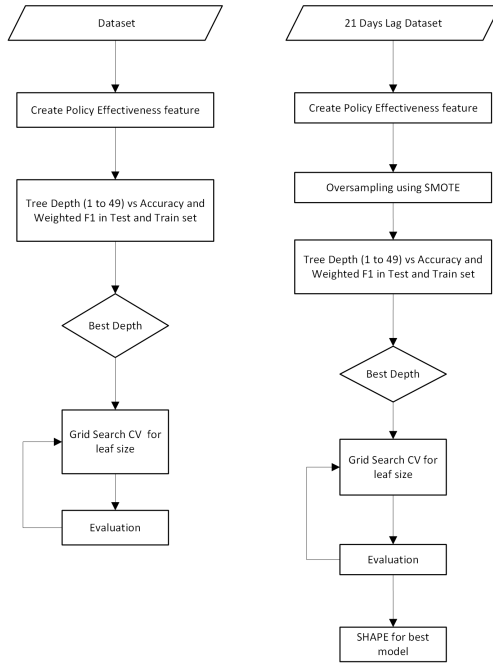 Dataset
Create Policy Effectiveness feature
Tree Depth (1 to 49) vs Accuracy and
Weighted F1 in Test and Train set
Best Depth
Grid Search CV for
leaf size
Evaluation
21 Days Lag Dataset
Create Policy Effectiveness feature
Oversampling using SMOTE
Tree Depth (1 to 49) vs Accuracy and
Weighted F1 in Test and Train set
Best Depth
Grid Search CV for
leaf size
Evaluation
SHAPE for best
model